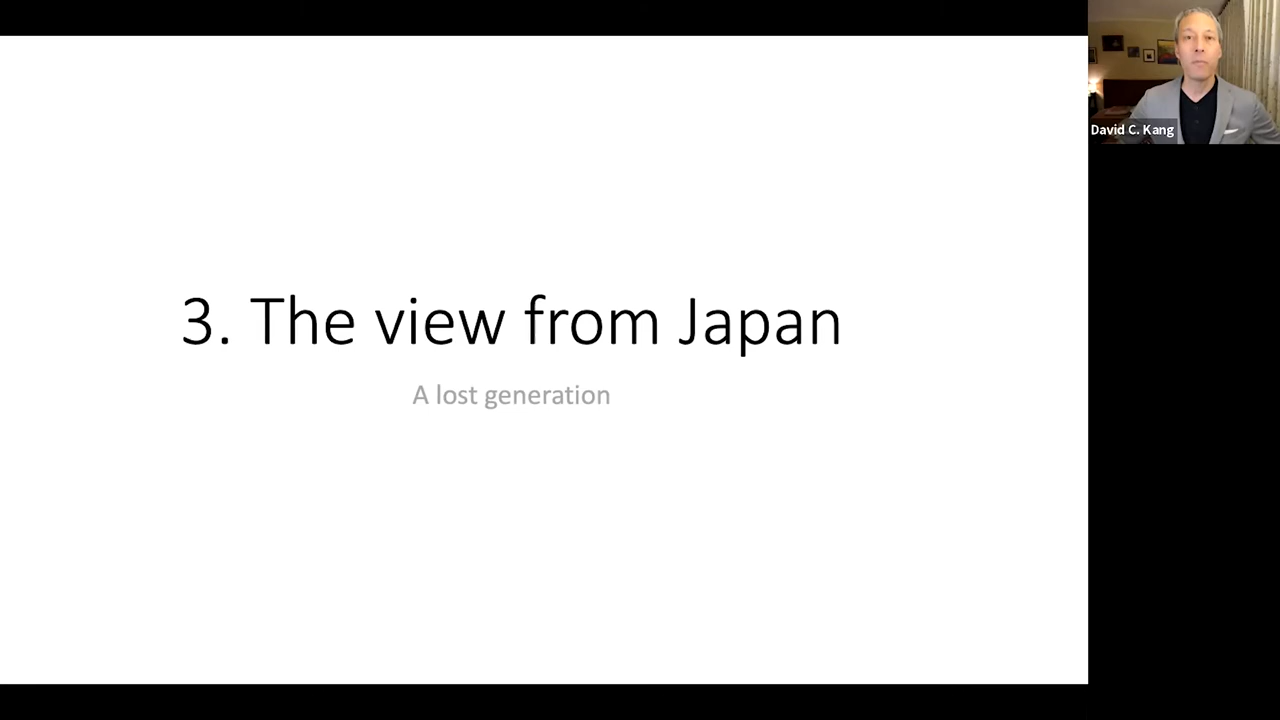 3. The view from Japan
A lost generation
David C. Kang